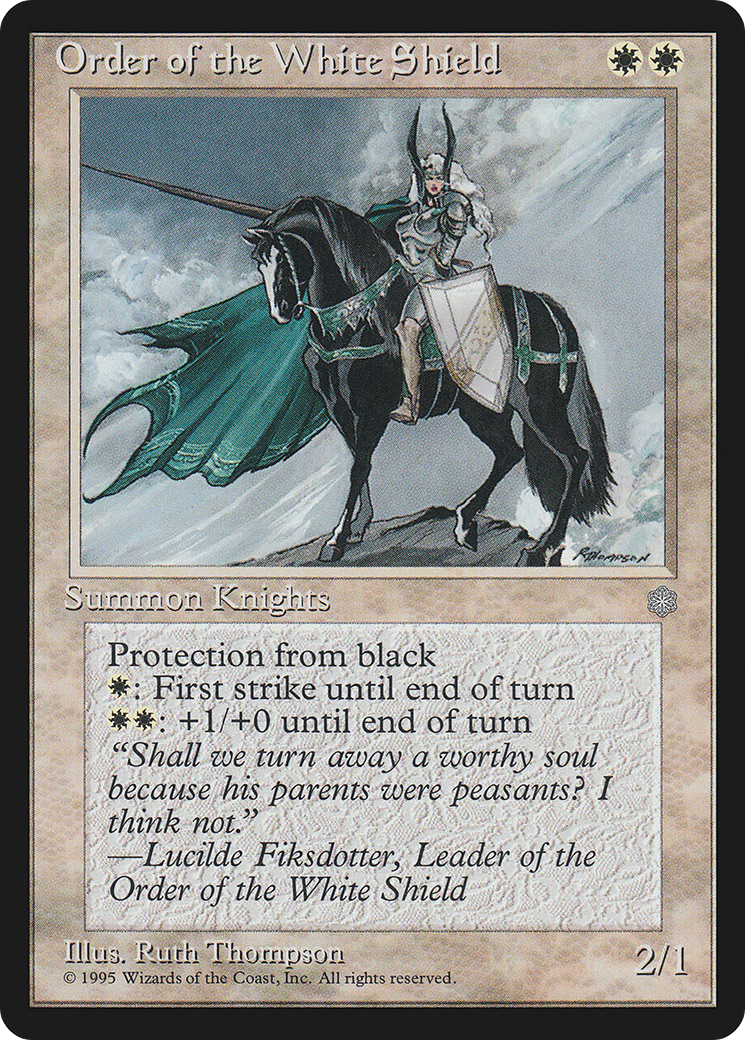 Order of the White Shield
R.THOMPSON
Summon Knights
Protection from black
: First strike until end of turn
: +1/+0 until end of turn
“Shall we turn away a worthy soul
because his parents were peasants? I
think not.”
—Lucilde Fiksdotter, Leader of the
Order of the White Shield
Illus. Ruth Thompson
© 1995 Wizards of the Coast, Inc. All rights reserved.
2/1